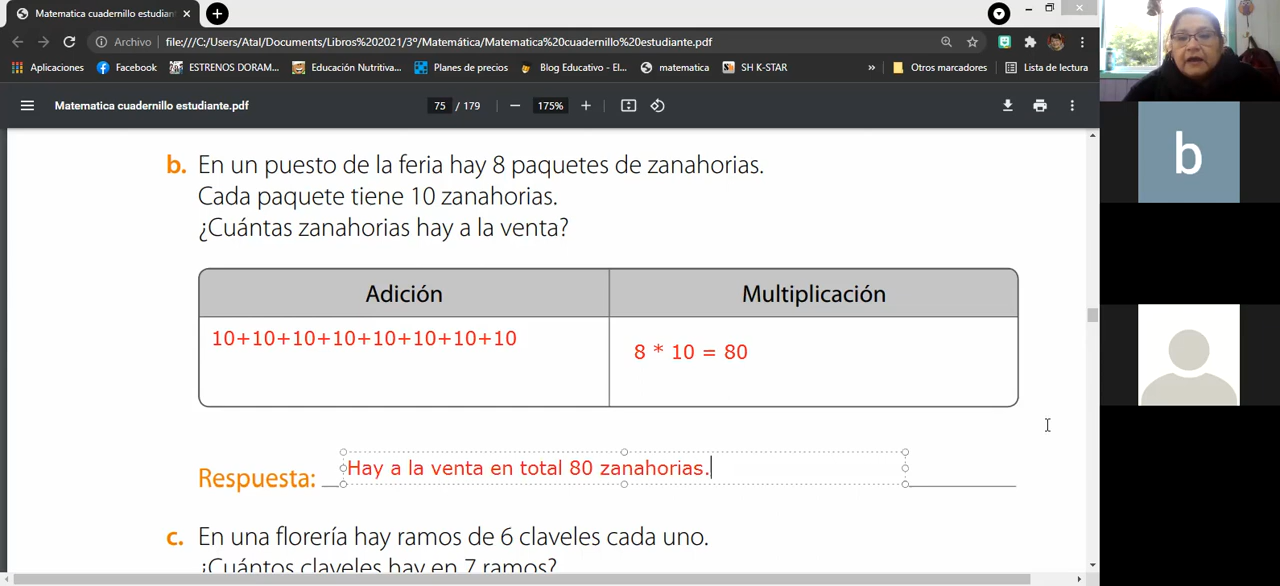 Matematica cuadernillo estudian
Archivo file:///C:/Users/Atal/Documents/Libros%202021/3º/Matemática/Matematica%20cuadernillo%20estudiante.pdf
Aplicaciones Facebook ESTRENOS DORAM... Educación Nutritiva... Planes de precios Blog Educativo - El... matematica SH K-STAR » Otros marcadores Lista de lectura
Matematica cuadernillo estudiante.pdf 75 / 179 175%
b. En un puesto de la feria hay 8 paquetes de zanahorias.
Cada paquete tiene 10 zanahorias.
¿Cuántas zanahorias hay a la venta?
Adición Multiplicación
10+10+10+10+10+10+10+10
8 * 10 = 80
Respuesta: Hay a la venta en total 80 zanahorias.
c. En una florería hay ramos de 6 claveles cada uno.
¿Cuántos claveles hay en 7 ramos?
b